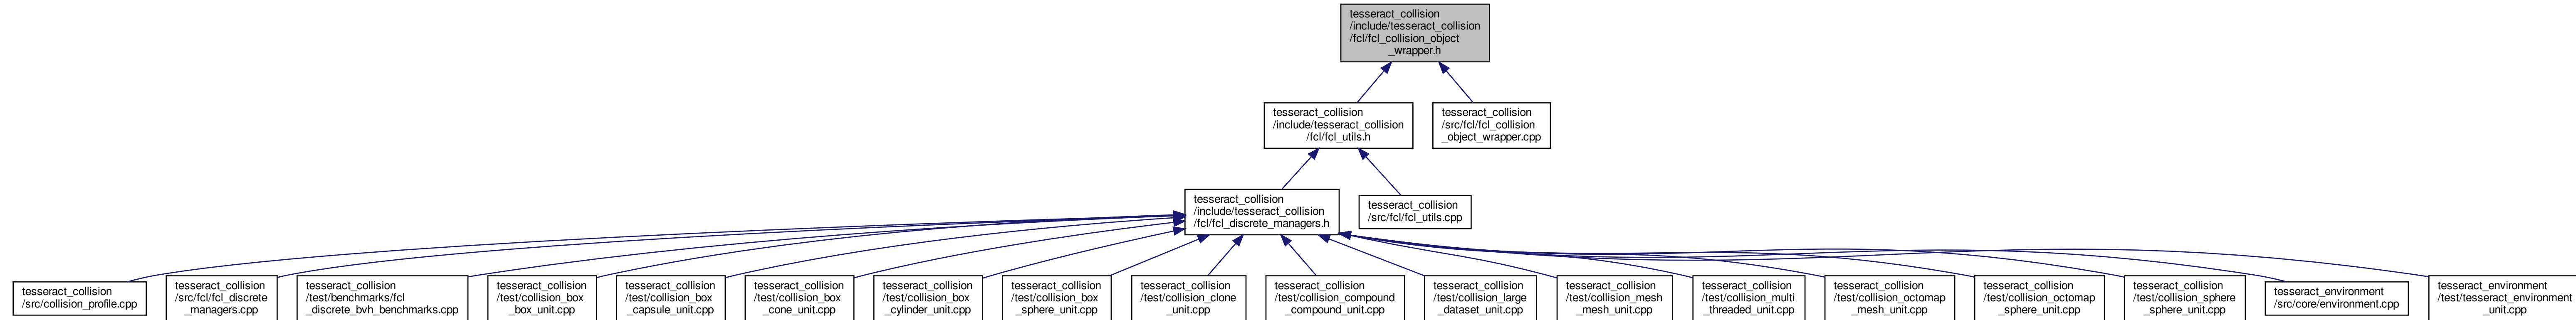 tesseract_collision
/include/tesseract_collision
/fcl/fcl_collision_object
_wrapper.h
tesseract_collision
/include/tesseract_collision
/fcl/fcl_utils.h
tesseract_collision
/src/fcl/fcl_collision
_object_wrapper.cpp
tesseract_collision
/include/tesseract_collision
/fcl/fcl_discrete_managers.h
tesseract_collision
/src/fcl/fcl_utils.cpp
tesseract_collision
/src/collision_profile.cpp
tesseract_collision
/src/fcl/fcl_discrete
_managers.cpp
tesseract_collision
/test/benchmarks/fcl
_discrete_bvh_benchmarks.cpp
tesseract_collision
/test/collision_box
_box_unit.cpp
tesseract_collision
/test/collision_box
_capsule_unit.cpp
tesseract_collision
/test/collision_box
_cone_unit.cpp
tesseract_collision
/test/collision_box
_cylinder_unit.cpp
tesseract_collision
/test/collision_box
_sphere_unit.cpp
tesseract_collision
/test/collision_clone
_unit.cpp
tesseract_collision
/test/collision_compound
_compound_unit.cpp
tesseract_collision
/test/collision_large
_dataset_unit.cpp
tesseract_collision
/test/collision_mesh
_mesh_unit.cpp
tesseract_collision
/test/collision_multi
_threaded_unit.cpp
tesseract_collision
/test/collision_octomap
_mesh_unit.cpp
tesseract_collision
/test/collision_octomap
_sphere_unit.cpp
tesseract_collision
/test/collision_sphere
_sphere_unit.cpp
tesseract_environment
/src/core/environment.cpp
tesseract_environment
/test/tesseract_environment
_unit.cpp